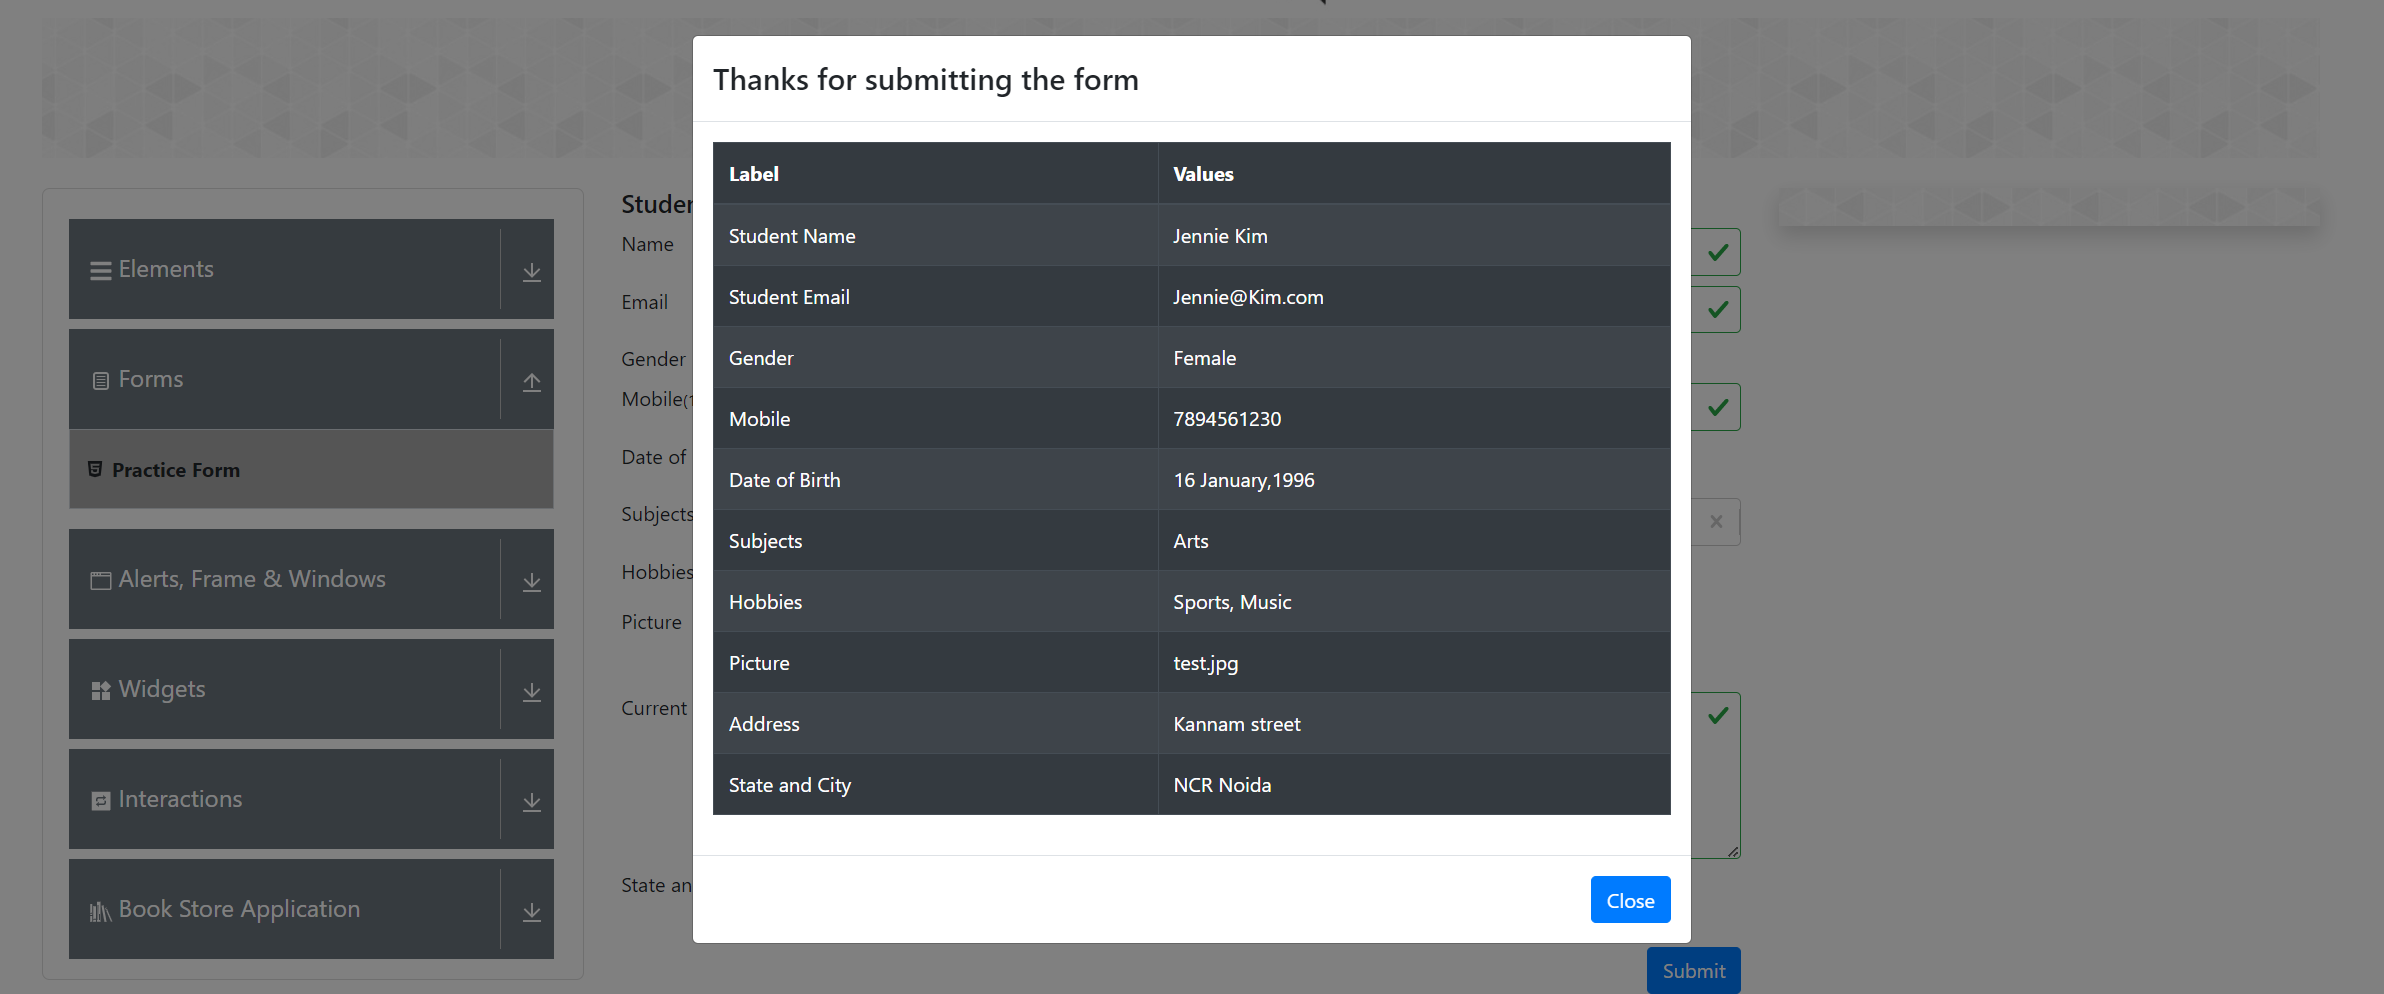 Thanks for submitting the form
Label Values
Student Name Jennie Kim
Student Email Jennie@Kim.com
Gender Female
Mobile 7894561230
Date of Birth 16 January,1996
Subjects Arts
Hobbies Sports, Music
Picture test.jpg
Address Kannam street
State and City NCR Noida
Close
Elements
Forms
Practice Form
Alerts, Frame & Windows
Widgets
Interactions
Book Store Application
Studen
Name
Email
Gender
Mobile(1
Date of
Subjects
Hobbies
Picture
Current
State an
Submit